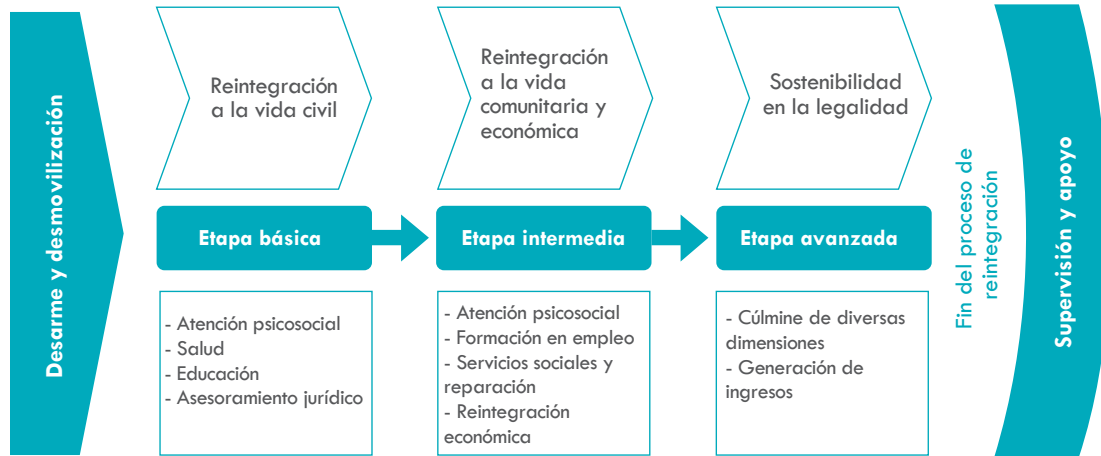 Desarme y desmovilización
Reintegración
a la vida civil
Reintegración
a la vida
comunitaria y
económica
Sostenibilidad
en la legalidad
Etapa básica
Etapa intermedia
Etapa avanzada
- Atención psicosocial
- Salud
- Educación
- Asesoramiento jurídico
- Atención psicosocial
- Formación en empleo
- Servicios sociales y
reparación
- Reintegración
económica
- Cúlmine de diversas
dimensiones
- Generación de
ingresos
Fin del proceso de
reintegración
Supervisión y apoyo